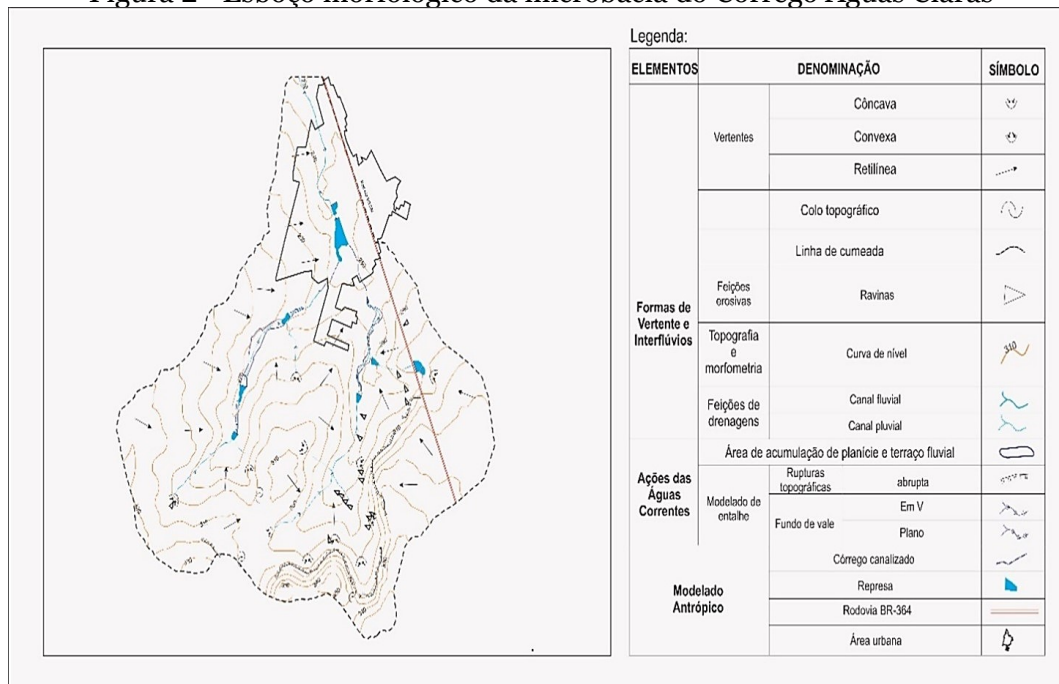 Figura 2 - Esboço morfológico da microbacia do Córrego Águas Claras
Legenda:
ELEMENTOS DENOMINAÇÃO SÍMBOLO
Formas de Vertente e Interflúvios
Vertentes
Côncava
Convexa
Retilínea
Colo topográfico
Linha de cumeada
Feições erosivas
Ravinas
Topografia e morfometria
Curva de nível
310
Feições de drenagens
Canal fluvial
Canal pluvial
Ações das Águas Correntes
Área de acumulação de planície e terraço fluvial
Modelado de entalhe
Rupturas topográficas
abrupta
Fundo de vale
Em V
Plano
Modelado Antrópico
Córrego canalizado
Represa
Rodovia BR-364
Área urbana